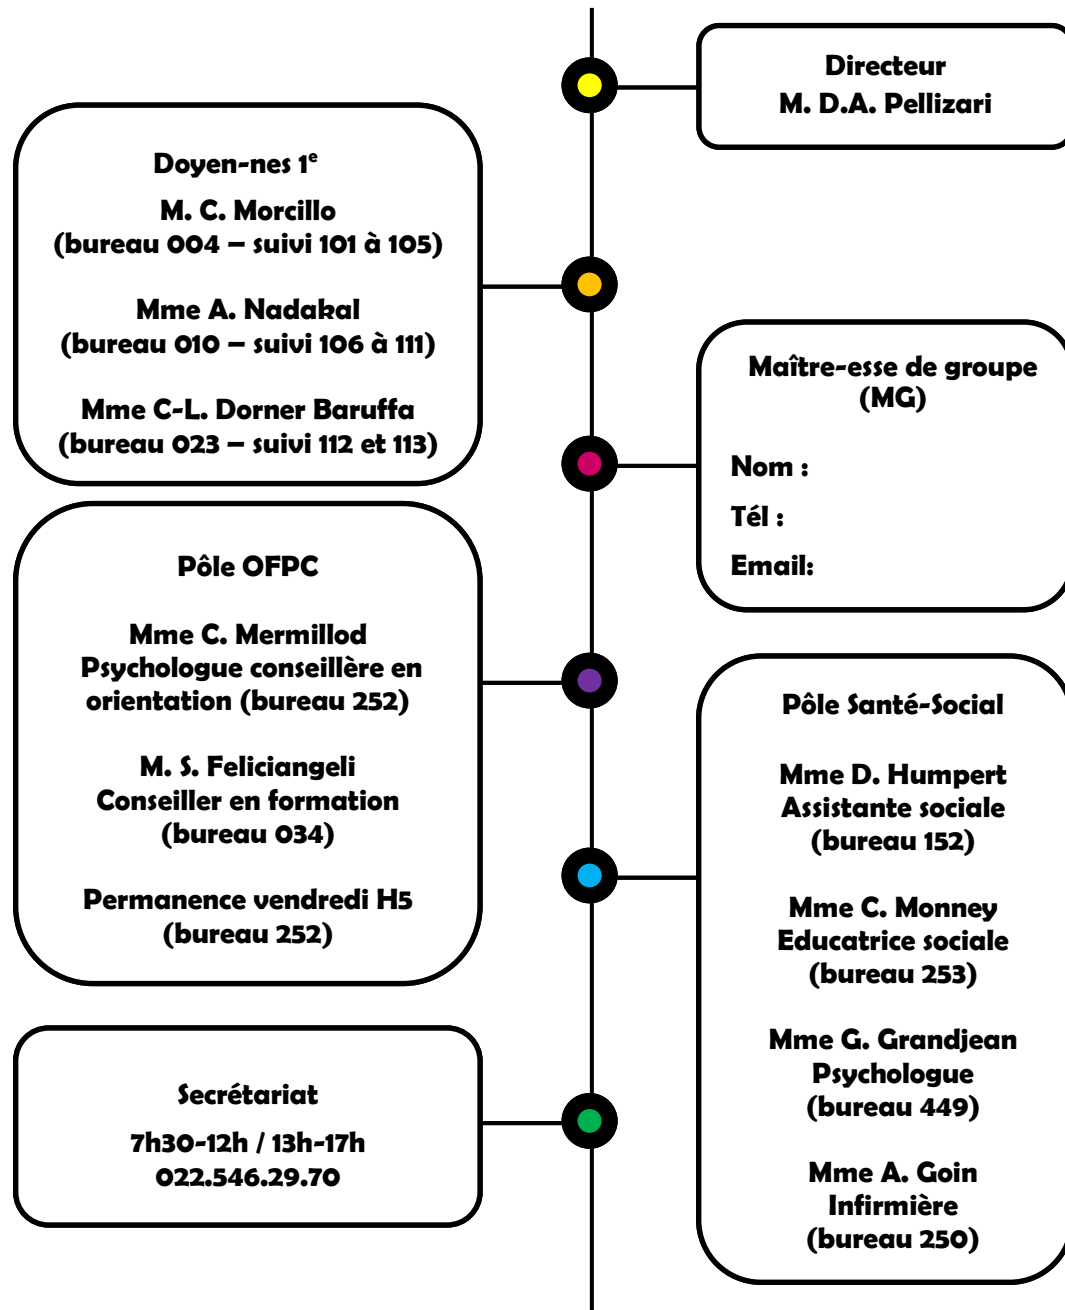 Directeur
M. D.A. Pellizari
Doyen-nes 1e
M. C. Morcillo
(bureau 004 – suivi 101 à 105)
Mme A. Nadakal
(bureau 010 – suivi 106 à 111)
Mme C-L. Dorner Baruffa
(bureau 023 – suivi 112 et 113)
Maître-esse de groupe
(MG)
Nom :
Tél :
Email:
Pôle OFPC
Mme C. Mermillod
Psychologue conseillère en
orientation (bureau 252)
M. S. Feliciangeli
Conseiller en formation
(bureau 034)
Permanence vendredi H5
(bureau 252)
Pôle Santé-Social
Mme D. Humpert
Assistante sociale
(bureau 152)
Mme C. Monney
Educatrice sociale
(bureau 253)
Mme G. Grandjean
Psychologue
(bureau 449)
Mme A. Goin
Infirmière
(bureau 250)
Secrétariat
7h30-12h / 13h-17h
022.546.29.70